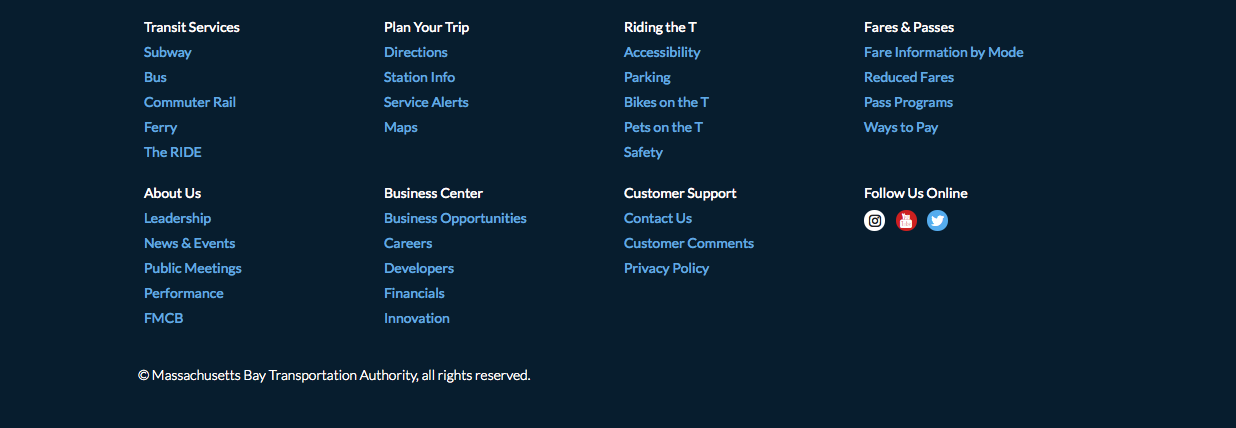 Transit Services
Subway
Bus
Commuter Rail
Ferry
The RIDE
Plan Your Trip
Directions
Station Info
Service Alerts
Maps
Riding the T
Accessibility
Parking
Bikes on the T
Pets on the T
Safety
Fares & Passes
Fare Information by Mode
Reduced Fares
Pass Programs
Ways to Pay
About Us
Leadership
News & Events
Public Meetings
Performance
FMCB
Business Center
Business Opportunities
Careers
Developers
Financials
Innovation
Customer Support
Contact Us
Customer Comments
Privacy Policy
Follow Us Online
© Massachusetts Bay Transportation Authority, all rights reserved.